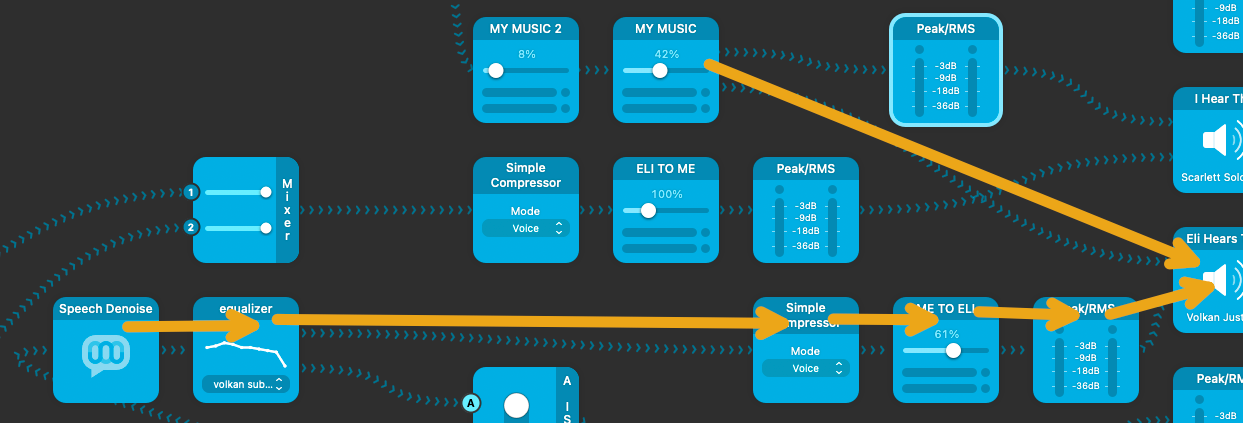 MY MUSIC 2
8%
MY MUSIC
42%
Peak/RMS
-3dB
-9dB
-18dB
-36dB
-9dB
-18dB
-36dB
I Hear Th
Scarlett Solo
1
2
Mixer
Simple
Compressor
Mode
Voice
ELI TO ME
100%
Peak/RMS
-3dB
-9dB
-18dB
-36dB
Eli Hears T
Volkan Just
Speech Denoise
equalizer
volkan sub...
A
A
I
S
Simple
mpressor
Mode
Voice
ME TO ELI
61%
ak/RMS
-3dB
-9dB
-18dB
-36dB
Peak/RM
-3dB